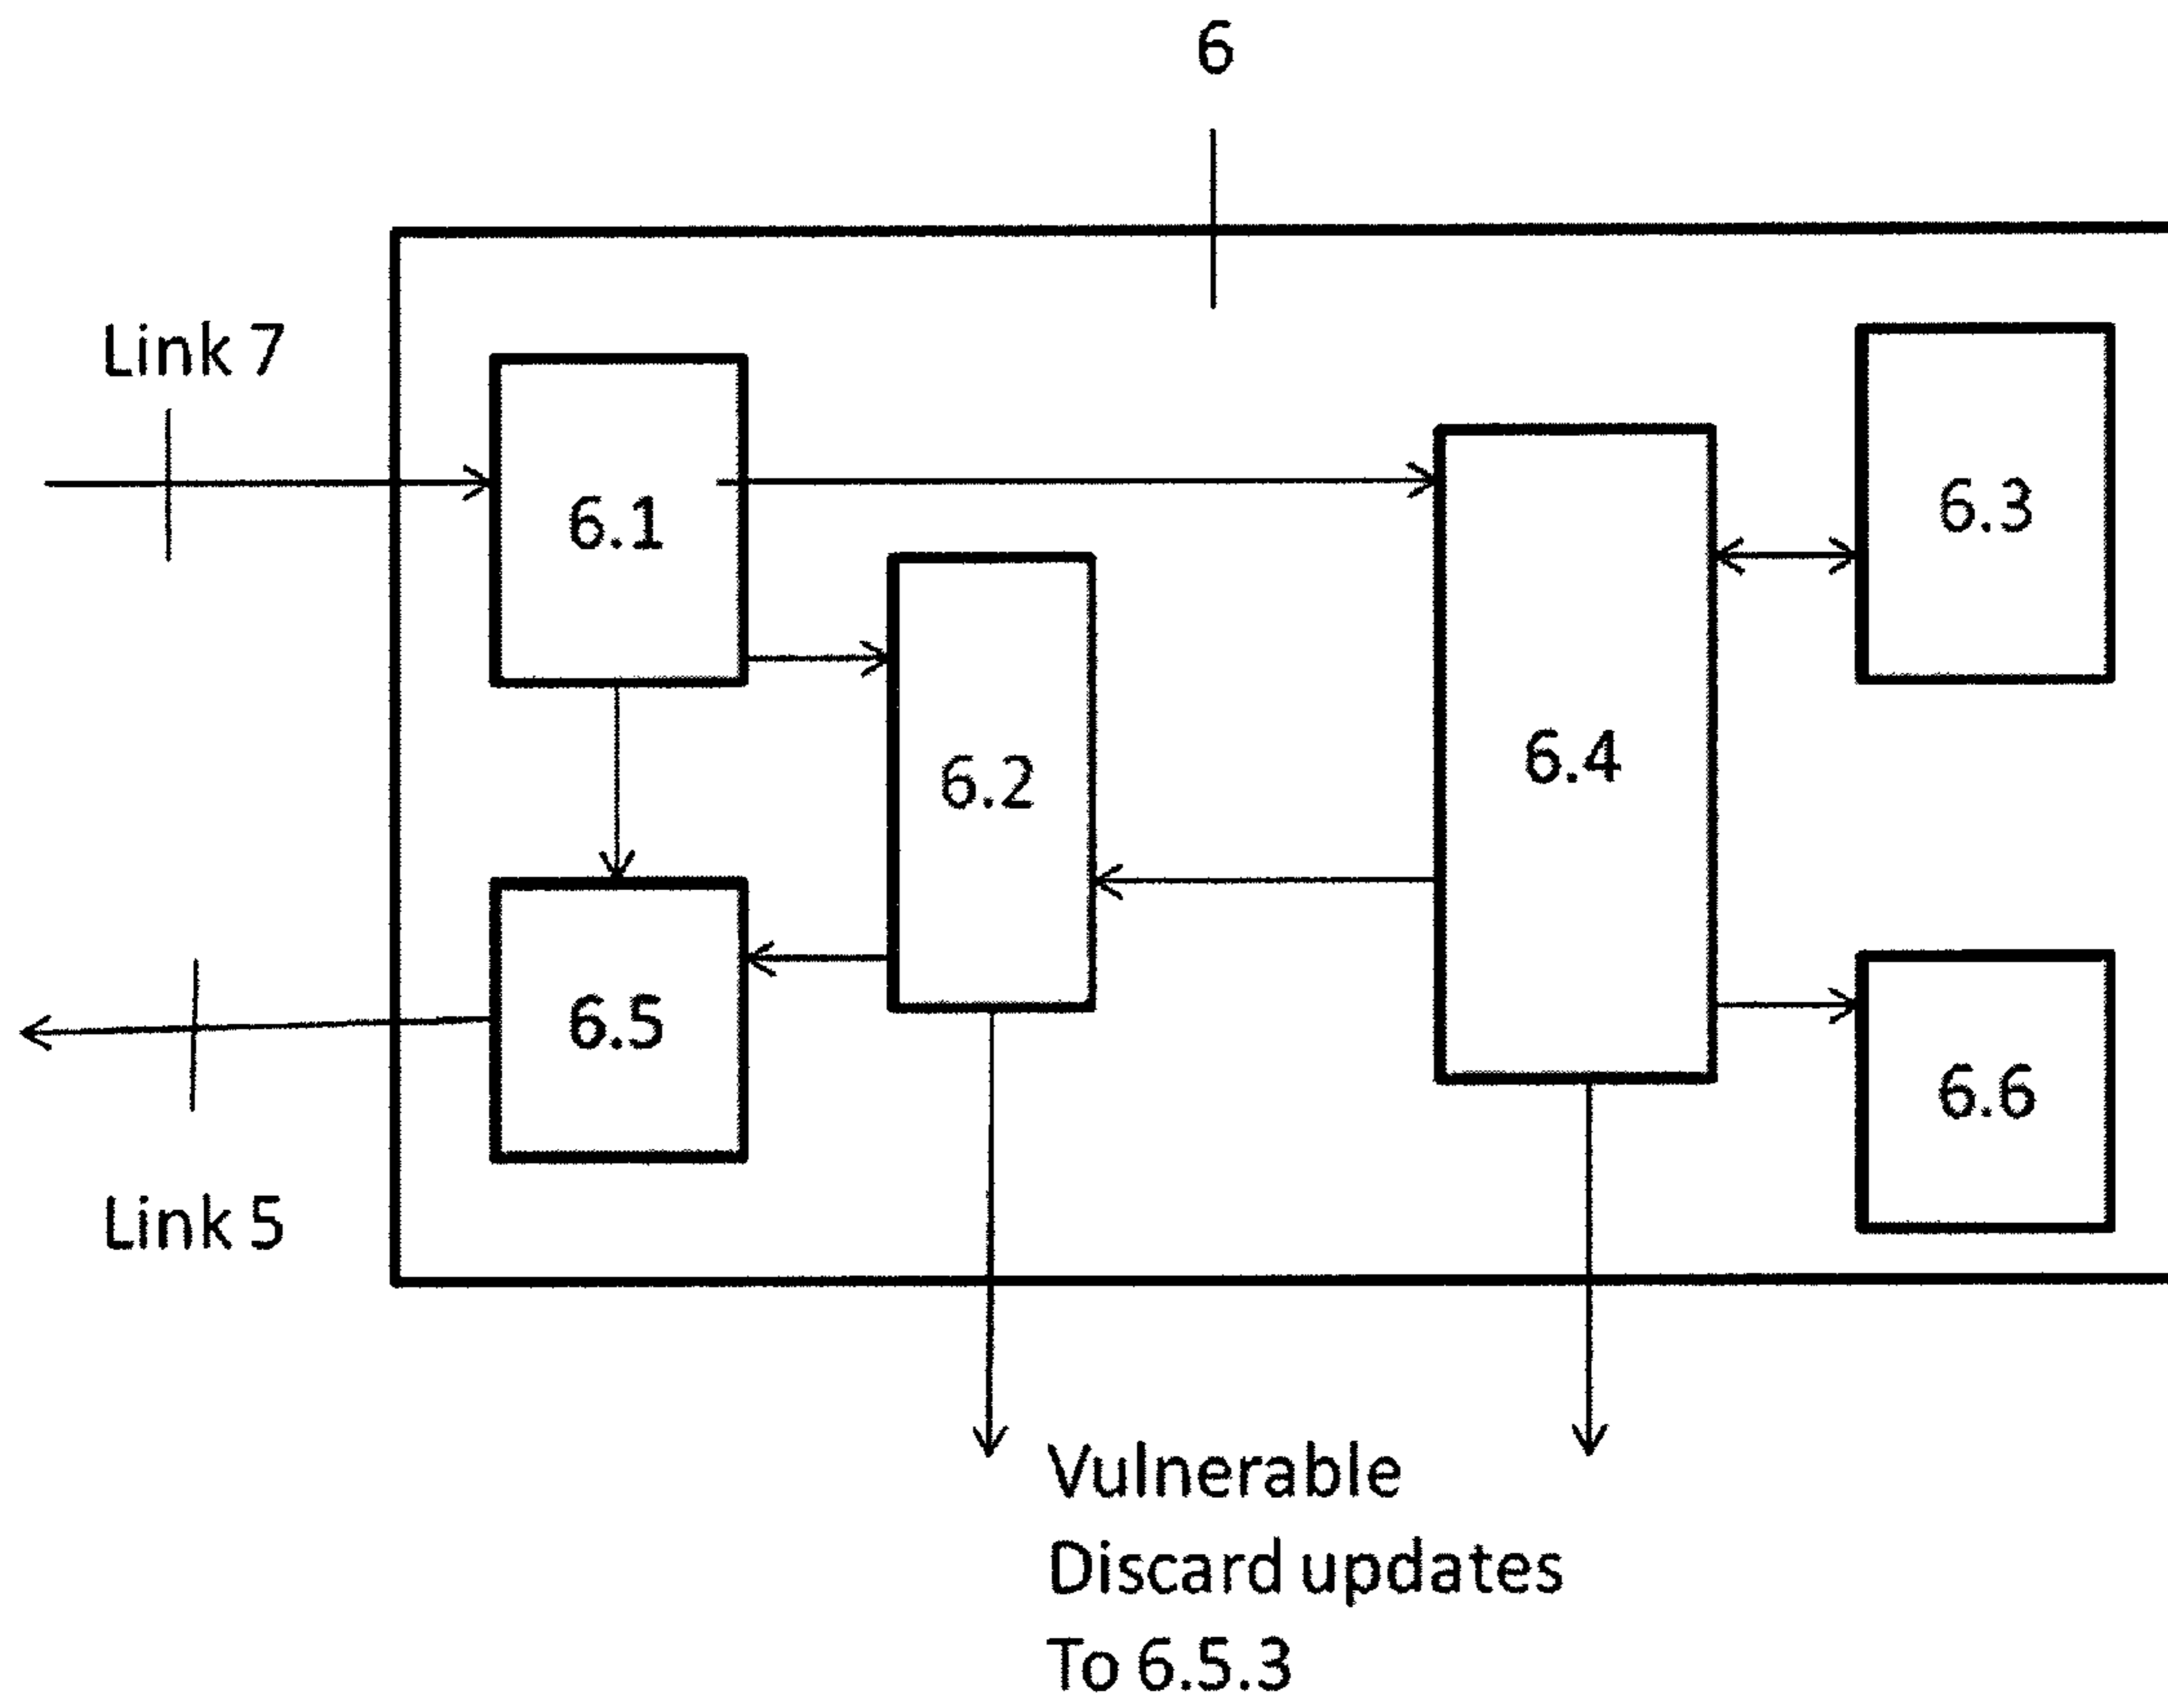 6
Link 7
6.1
6.3
6.2
6.4
6.5
6.6
Link 5
Vulnerable
Discard updates
To 6.5.3